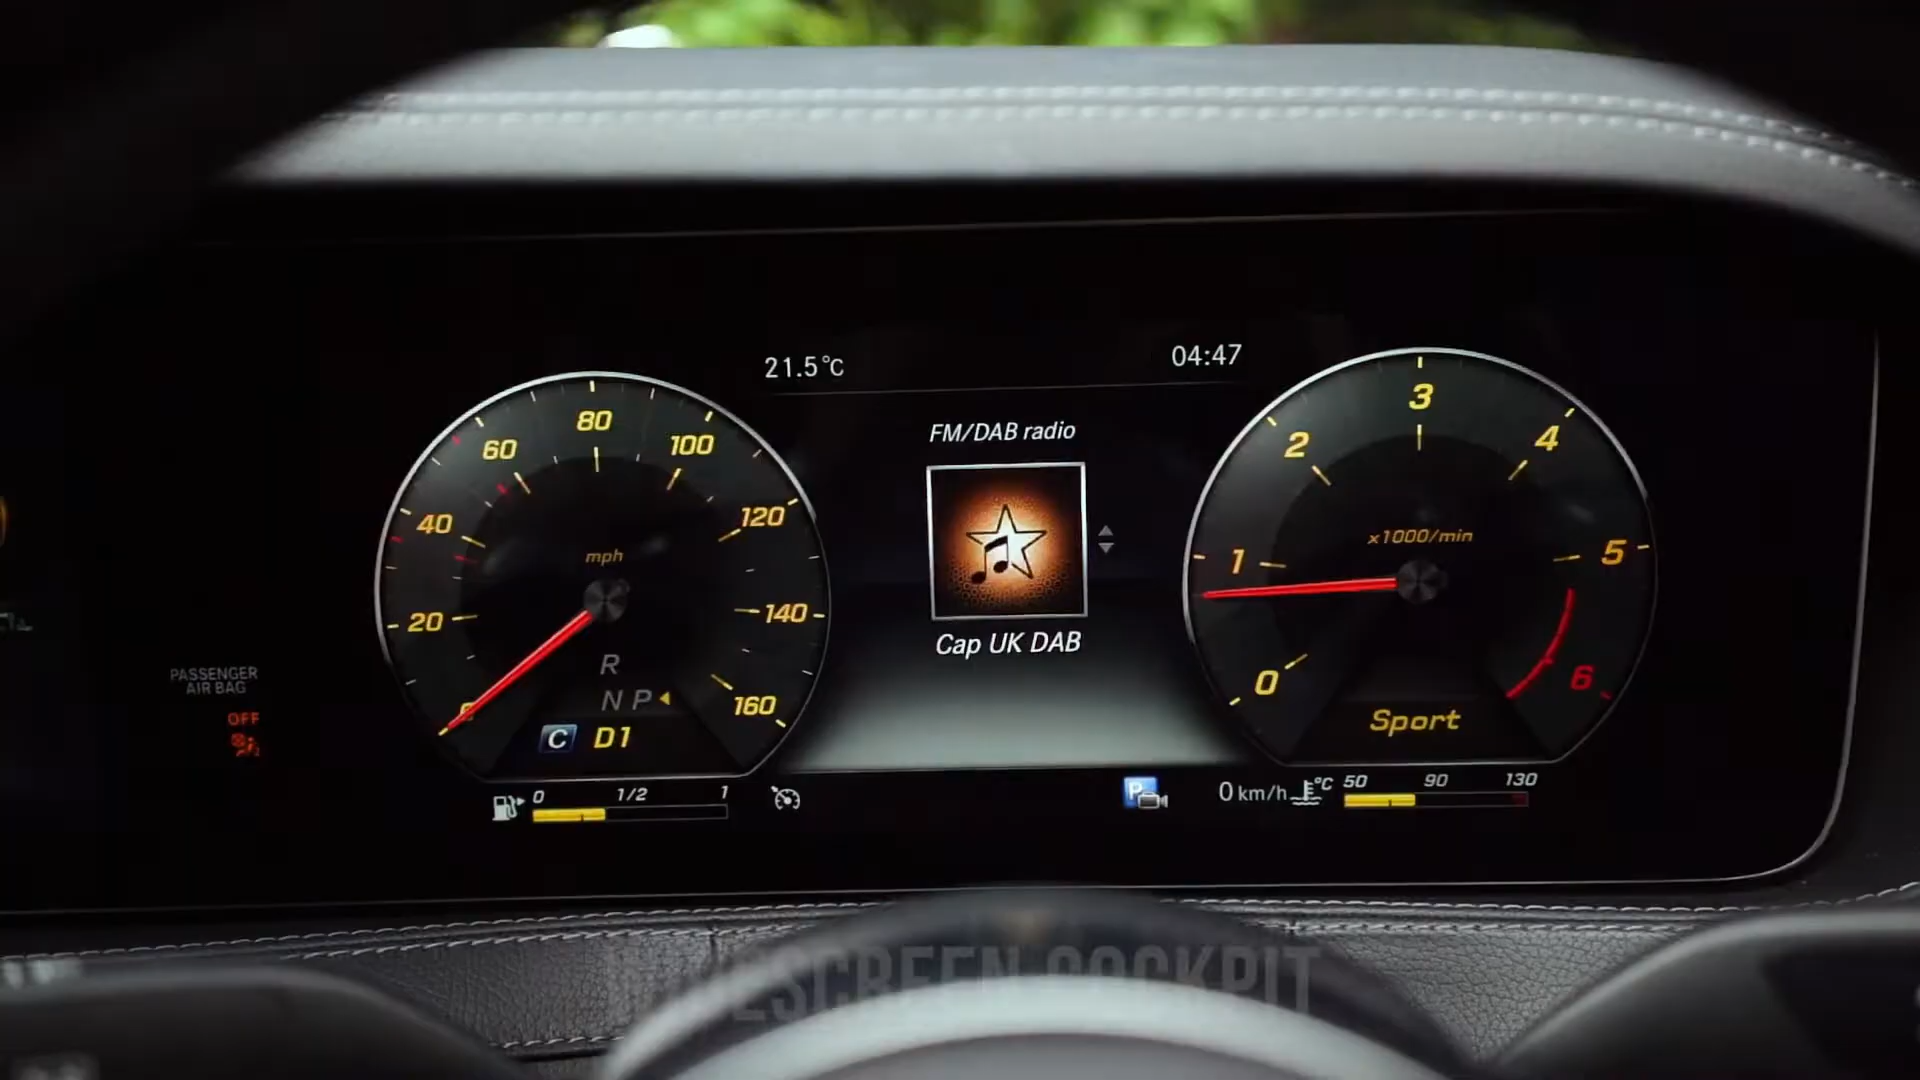 21.5°C
04:47
FM/DAB radio
Cap UK DAB
20
40
60
80
100
120
140
160
mph
R
N P
C D1
0 1/2 1
0
1
2
3
4
5
6
x1000/min
Sport
P
0 km/h
°C 50 90 130
PASSENGER
AIR BAG
OFF
WIDESCREEN COCKPIT